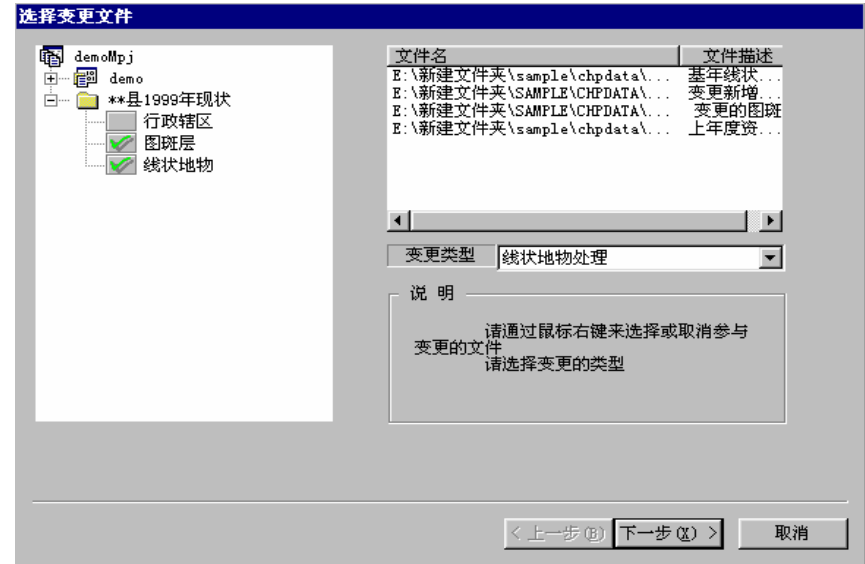 选择变更文件
demoMpj
demo
**县1999年现状
行政辖区
图斑层
线状地物
文件名 文件描述
E:\新建文件夹\sample\chpdata\... 基年线状...
E:\新建文件夹\SAMPLE\CHPDATA\... 变更新增...
E:\新建文件夹\SAMPLE\CHPDATA\... 变更的图斑
E:\新建文件夹\sample\chpdata\... 上年度资...
变更类型 线状地物处理
说 明
请通过鼠标右键来选择或取消参与
变更的文件
请选择变更的类型
< 上一步(B) 下一步(X) > 取消